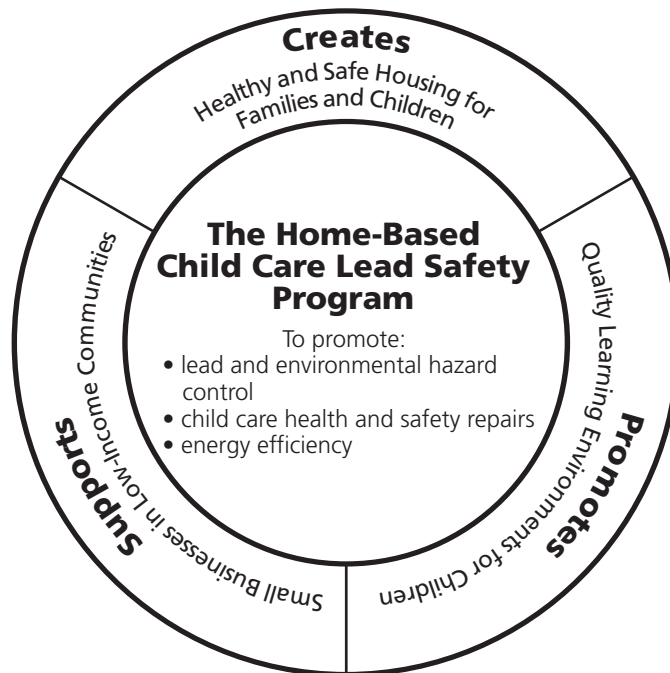 Creates
Healthy and Safe Housing for
Families and Children
The Home-Based
Child Care Lead Safety
Program
To promote:
• lead and environmental hazard
control
• child care health and safety repairs
• energy efficiency
Promotes
Quality Learning Environments for Children
Supports
Small Businesses in Low-Income Communities